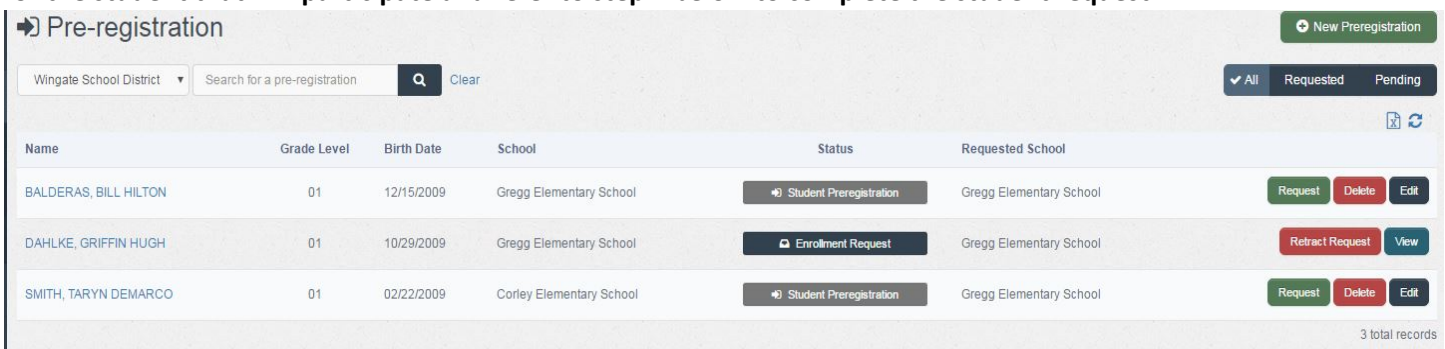 Pre-registration
New Preregistration
Wingate School District Search for a pre-registration Clear
All Requested Pending
Name Grade Level Birth Date School Status Requested School
BALDERAS, BILL HILTON 01 12/15/2009 Gregg Elementary School Student Preregistration Gregg Elementary School Request Delete Edit
DAHLKE, GRIFFIN HUGH 01 10/29/2009 Gregg Elementary School Enrollment Request Gregg Elementary School Retract Request View
SMITH, TARYN DEMARCO 01 02/22/2009 Corley Elementary School Student Preregistration Gregg Elementary School Request Delete Edit
3 total records